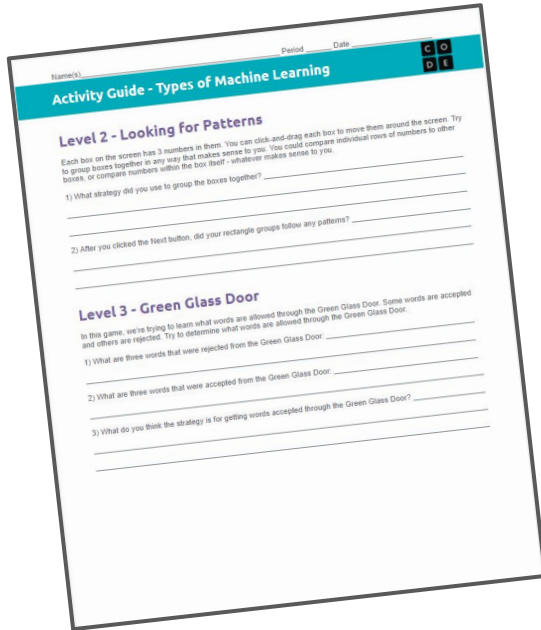 Name(s)____________ Period ______ Date ____________
C O
D E
Activity Guide - Types of Machine Learning
Level 2 - Looking for Patterns
Each box on the screen has 3 numbers in them. You can click-and-drag each box to move them around the screen. Try
to group boxes together in any way that makes sense to you. You could compare individual rows of numbers to other
boxes, or compare numbers within the box itself - whatever makes sense to you.
1) What strategy did you use to group the boxes together? ____________
2) After you clicked the Next button, did your rectangle groups follow any patterns? ____________
Level 3 - Green Glass Door
In this game, we're trying to learn what words are allowed through the Green Glass Door. Some words are accepted
and others are rejected. Try to determine what words are allowed through the Green Glass Door.
1) What are three words that were rejected from the Green Glass Door: ____________
2) What are three words that were accepted from the Green Glass Door: ____________
3) What do you think the strategy is for getting words accepted through the Green Glass Door? ____________